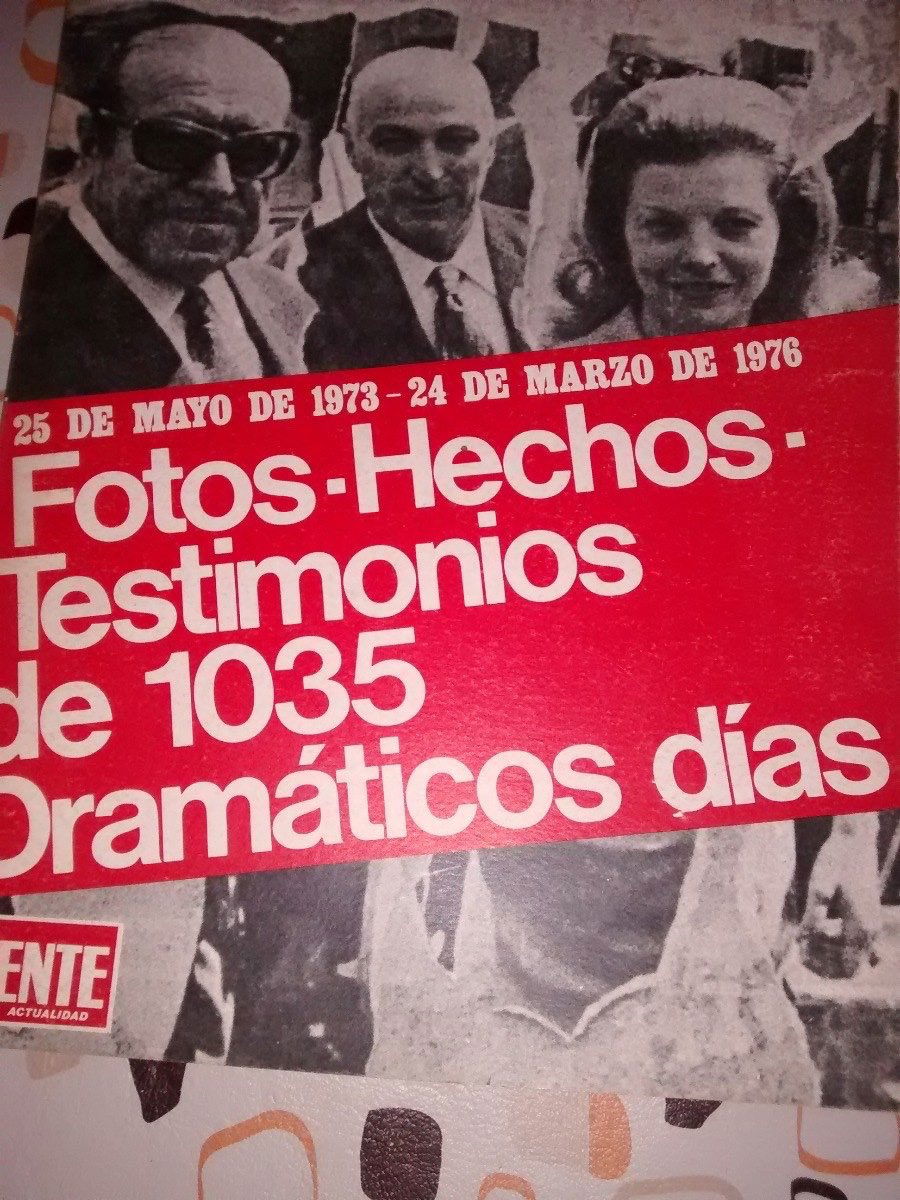 25 DE MAYO DE 1973 - 24 DE MARZO DE 1976
Fotos·Hechos·
Testimonios
de 1035
Dramáticos días
ENTE
ACTUALIDAD